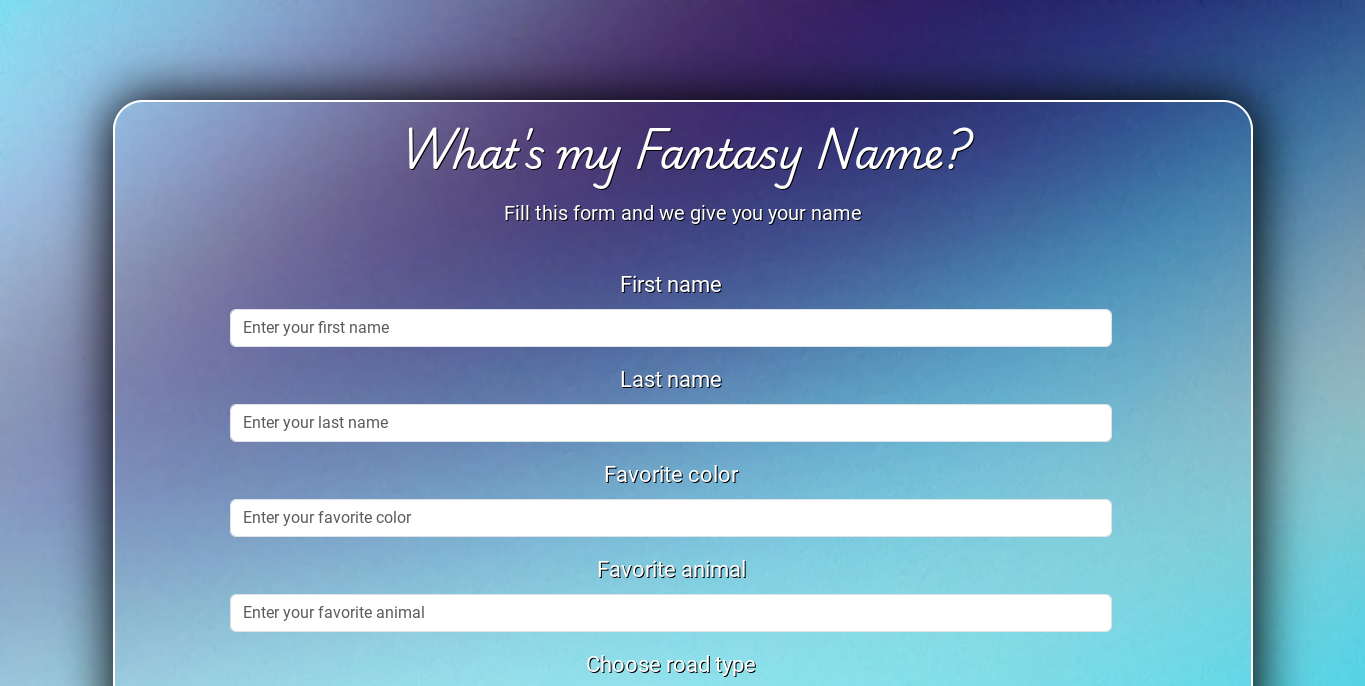 What's my Fantasy Name?
Fill this form and we give you your name
First name
Enter your first name
Last name
Enter your last name
Favorite color
Enter your favorite color
Favorite animal
Enter your favorite animal
Choose road type